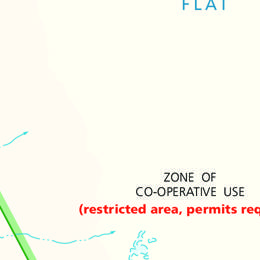 FLAT
ZONE OF
CO-OPERATIVE USE
(restricted area, permits req